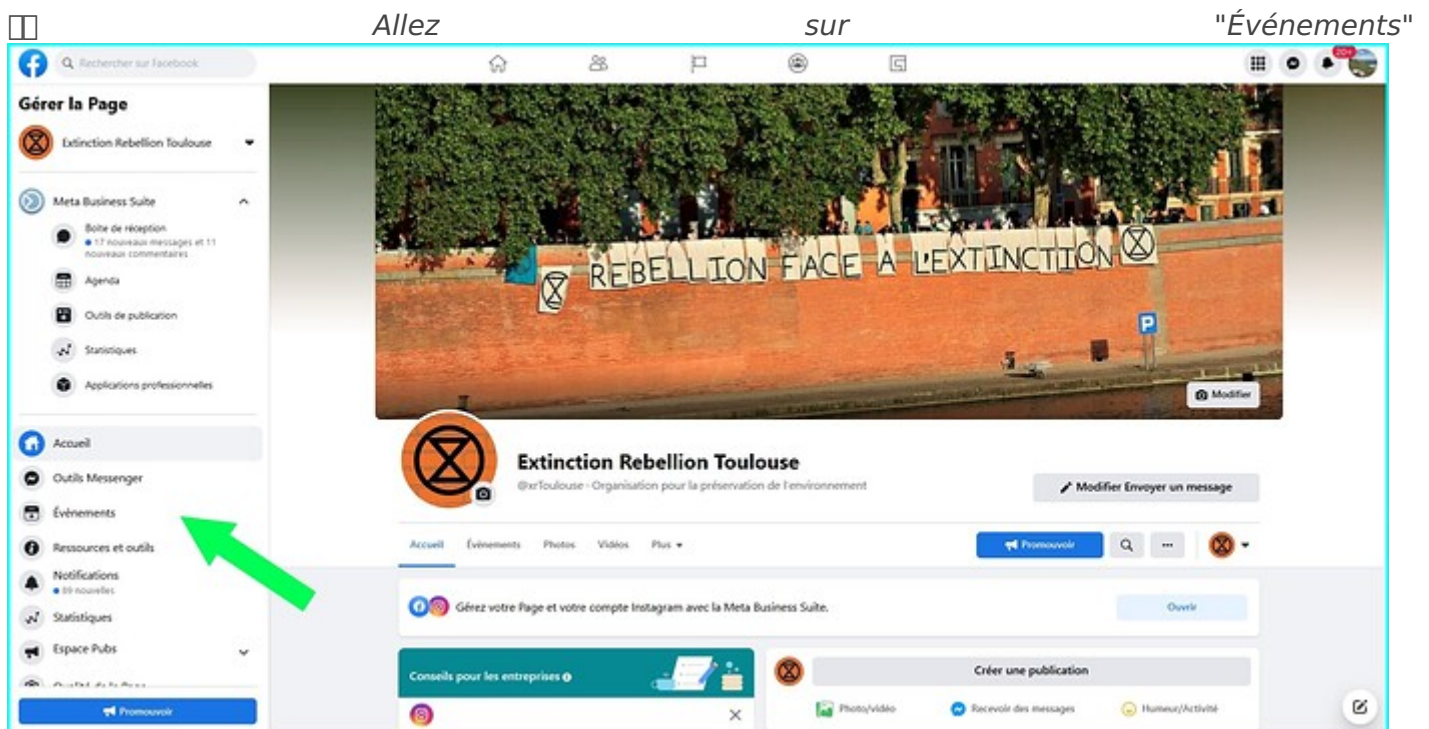 Allez sur "Événements"
Rechercher sur Facebook
20+
Gérer la Page
Extinction Rebellion Toulouse
Meta Business Suite
Boîte de réception
17 nouveaux messages et 11
nouveaux commentaires
Agenda
Outils de publication
Statistiques
Applications professionnelles
Accueil
Outils Messenger
Événements
Ressources et outils
Notifications
89 nouvelles
Statistiques
Espace Pubs
Qualité de la Page
Promouvoir
REBELLION FACE A L'EXTINCTION
P
Modifier
Extinction Rebellion Toulouse
@xrToulouse · Organisation pour la préservation de l'environnement
Modifier Envoyer un message
Accueil Événements Photos Vidéos Plus
Promouvoir
Gérez votre Page et votre compte Instagram avec la Meta Business Suite.
Ouvrir
Conseils pour les entreprises
Créer une publication
Photo/vidéo Recevoir des messages Humeur/Activité